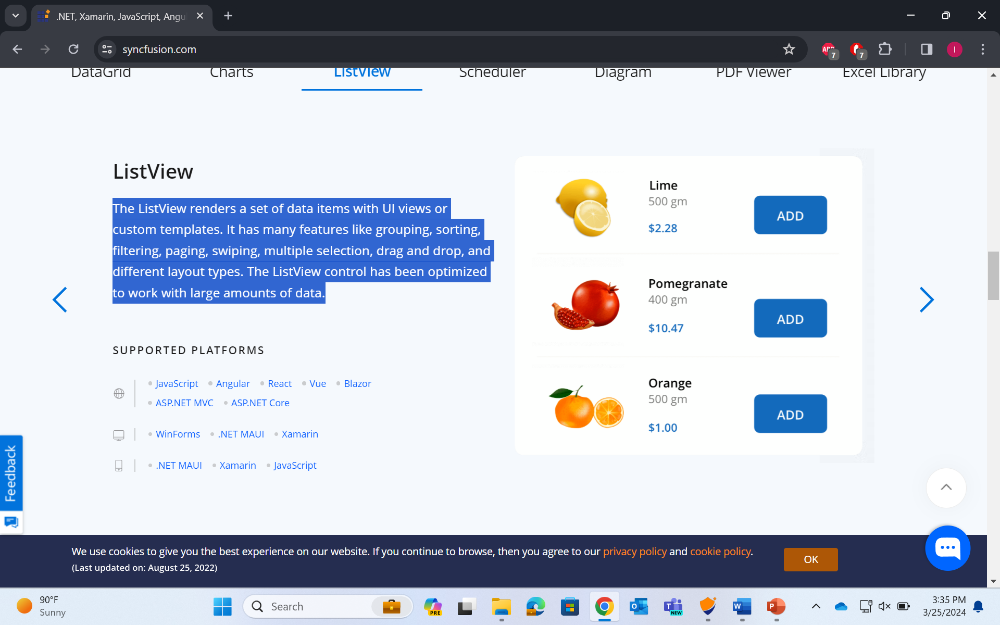 .NET, Xamarin, JavaScript, Angu
syncfusion.com
ABP
7
7
I
DataGrid
Charts
ListView
Scheduler
Diagram
PDF Viewer
Excel Library
ListView
The ListView renders a set of data items with UI views or
custom templates. It has many features like grouping, sorting,
filtering, paging, swiping, multiple selection, drag and drop, and
different layout types. The ListView control has been optimized
to work with large amounts of data.
SUPPORTED PLATFORMS
JavaScript
Angular
React
Vue
Blazor
ASP.NET MVC
ASP.NET Core
WinForms
.NET MAUI
Xamarin
.NET MAUI
Xamarin
JavaScript
Lime
500 gm
$2.28
ADD
Pomegranate
400 gm
$10.47
ADD
Orange
500 gm
$1.00
ADD
Feedback
We use cookies to give you the best experience on our website. If you continue to browse, then you agree to our privacy policy and cookie policy.
(Last updated on: August 25, 2022)
OK
90°F
Sunny
Search
PRE
NEW
3:35 PM
3/25/2024